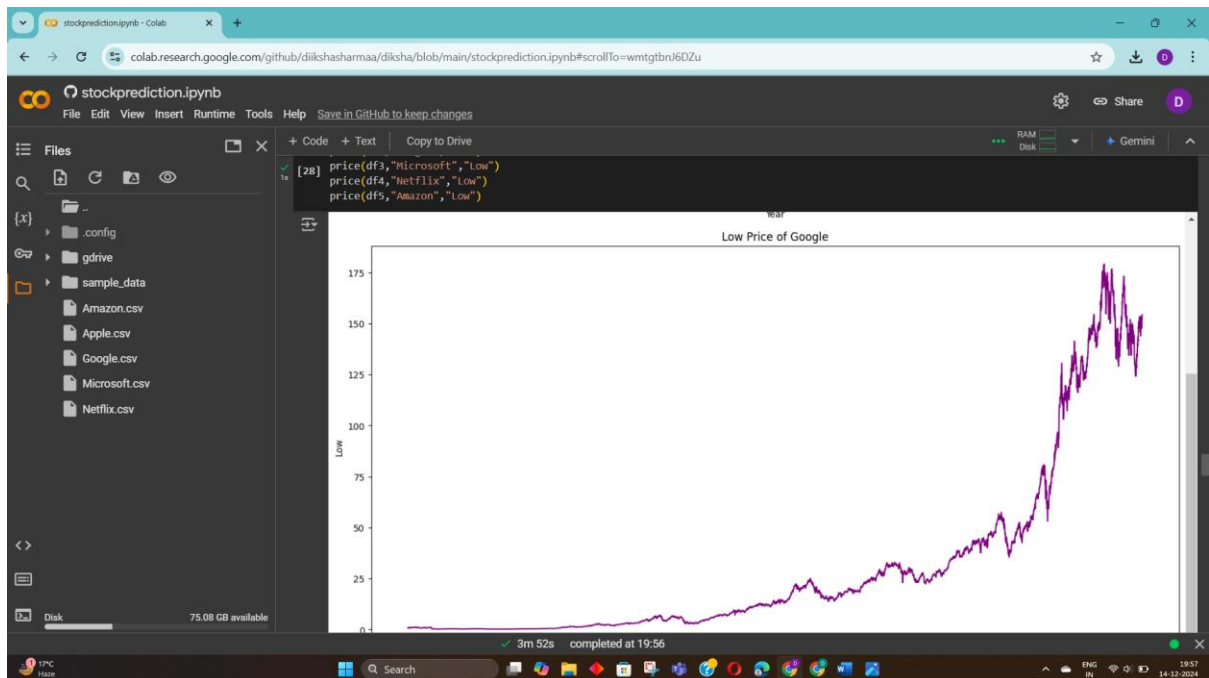 stockprediction.ipynb - Colab
colab.research.google.com/github/diikshasharmaa/diksha/blob/main/stockprediction.ipynb#scrollTo=wmtgtbnJ6DZu
D
stockprediction.ipynb
File Edit View Insert Runtime Tools Help Save in GitHub to keep changes
Share
D
Files
+ Code + Text Copy to Drive
RAM
Disk
Gemini
[28]
1s
price(df3,"Microsoft","Low")
price(df4,"Netflix","Low")
price(df5,"Amazon","Low")
{x}
..
.config
gdrive
sample_data
Amazon.csv
Apple.csv
Google.csv
Microsoft.csv
Netflix.csv
Year
Low Price of Google
175
150
125
100
75
50
25
0
Low
Disk 75.08 GB available
3m 52s completed at 19:56
17°C
Haze
Search
ENG
IN
19:57
14-12-2024